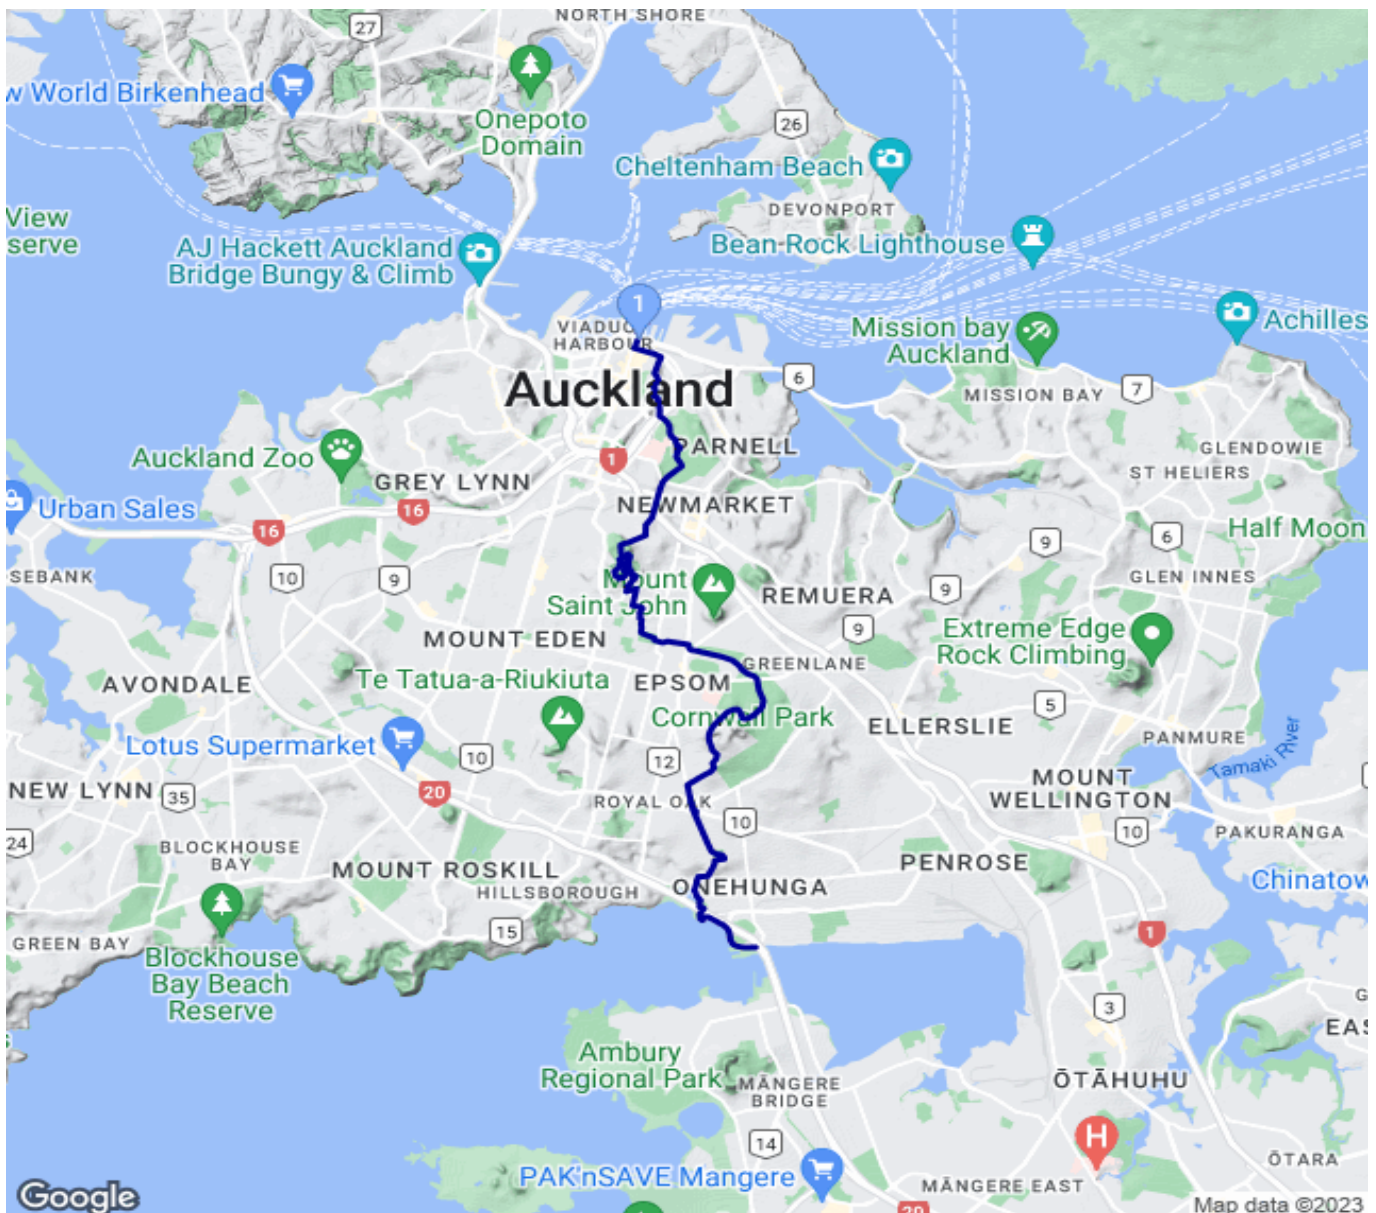 NORTH SHORE
27
w World Birkenhead
Onepoto
Domain
26
Cheltenham Beach
View
serve
DEVONPORT
AJ Hackett Auckland
Bridge Bungy & Climb
Bean Rock Lighthouse
1
VIADUC
HARBOUR
Mission bay
Auckland
Achilles
Auckland
6
MISSION BAY
7
PARNELL
GLENDOWIE
Auckland Zoo
1
ST HELIERS
GREY LYNN
16
NEWMARKET
Urban Sales
16
Half Moon
9
6
SEBANK
10
9
Mount
Saint John
GLEN INNES
9
REMUERA
9
MOUNT EDEN
Extreme Edge
Rock Climbing
GREENLANE
AVONDALE
Te Tatua-a-Riukiuta
EPSOM
5
Cornwall Park
ELLERSLIE
Lotus Supermarket
10
12
PANMURE
Tamaki River
NEW LYNN
35
20
ROYAL OAK
MOUNT
WELLINGTON
10
10
PAKURANGA
24
BLOCKHOUSE
BAY
MOUNT ROSKILL
HILLSBOROUGH
ONEHUNGA
PENROSE
Chinatow
GREEN BAY
15
1
Blockhouse
Bay Beach
Reserve
3
EAS
Ambury
Regional Park
MĀNGERE
BRIDGE
ŌTĀHUHU
14
H
ŌTARA
PAK'nSAVE Mangere
MĀNGERE EAST
Google
20
Map data ©2023